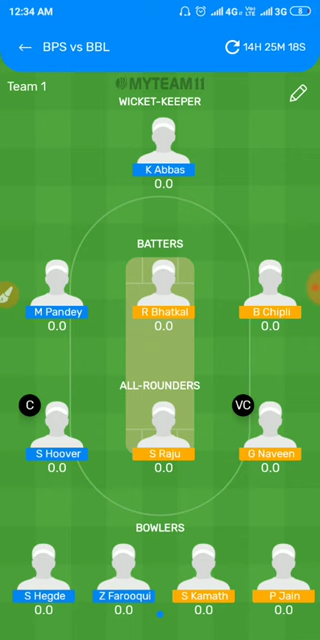 12:34 AM 4G VoLTE 3G 8
BPS vs BBL 14H 25M 18S
Team 1
MYTEAM11
WICKET-KEEPER
K Abbas
0.0
BATTERS
M Pandey R Bhatkal B Chipli
0.0 0.0 0.0
ALL-ROUNDERS
C VC
S Hoover S Raju G Naveen
0.0 0.0 0.0
BOWLERS
S Hegde Z Farooqui S Kamath P Jain
0.0 0.0 0.0 0.0